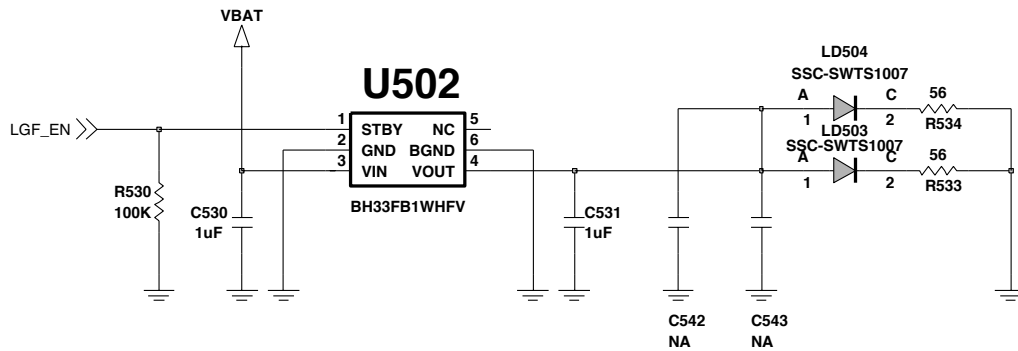 VBAT
LD504
SSC-SWTS1007
U502
A
C
56
1
2
R534
LGF_EN
1
STBY
NC
5
2
GND
BGND
6
3
VIN
VOUT
4
LD503
SSC-SWTS1007
A
C
56
1
2
R533
R530
100K
C530
1uF
BH33FB1WHFV
C531
1uF
C542
NA
C543
NA